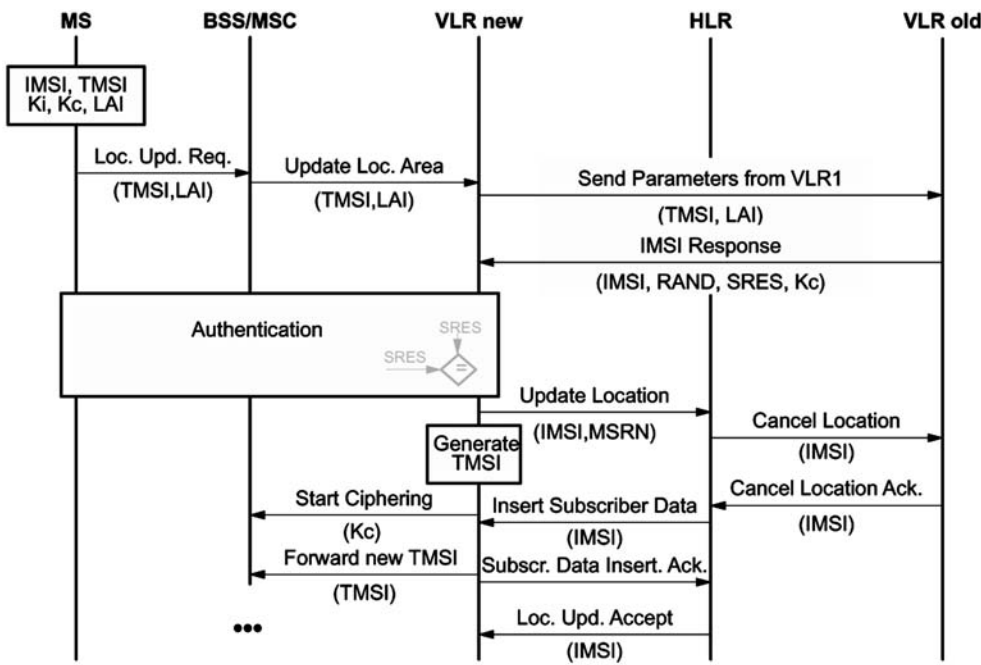 MS BSS/MSC VLR new HLR VLR old
IMSI, TMSI
Ki, Kc, LAI
Loc. Upd. Req.
(TMSI,LAI)
Update Loc. Area
(TMSI,LAI)
Send Parameters from VLR1
(TMSI, LAI)
IMSI Response
(IMSI, RAND, SRES, Kc)
Authentication
SRES
SRES
=
Update Location
(IMSI,MSRN)
Generate
TMSI
Cancel Location
(IMSI)
Cancel Location Ack.
(IMSI)
Start Ciphering
(Kc)
Insert Subscriber Data
(IMSI)
Forward new TMSI
(TMSI)
Subscr. Data Insert. Ack.
•••
Loc. Upd. Accept
(IMSI)